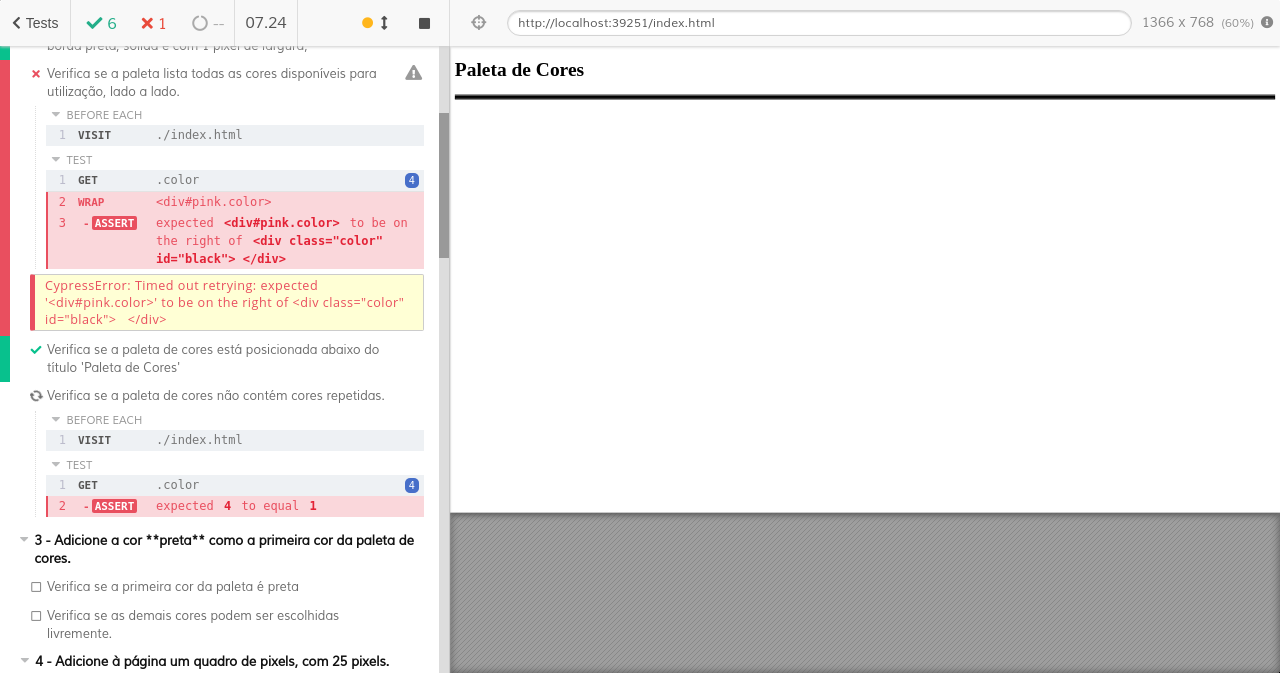 Tests 6 1 -- 07.24 http://localhost:39251/index.html 1366 x 768 (60%)
borda preta, sólida e com 1 pixel de largura;
Verifica se a paleta lista todas as cores disponíveis para
utilização, lado a lado.
BEFORE EACH
1 VISIT ./index.html
TEST
1 GET .color 4
2 WRAP <div#pink.color>
3 -ASSERT expected <div#pink.color> to be on
the right of <div class="color"
id="black"> </div>
CypressError: Timed out retrying: expected
'<div#pink.color>' to be on the right of <div class="color"
id="black"> </div>
Verifica se a paleta de cores está posicionada abaixo do
título 'Paleta de Cores'
Verifica se a paleta de cores não contém cores repetidas.
BEFORE EACH
1 VISIT ./index.html
TEST
1 GET .color 4
2 -ASSERT expected 4 to equal 1
3 - Adicione a cor **preta** como a primeira cor da paleta de
cores.
Verifica se a primeira cor da paleta é preta
Verifica se as demais cores podem ser escolhidas
livremente.
4 - Adicione à página um quadro de pixels, com 25 pixels.
Paleta de Cores